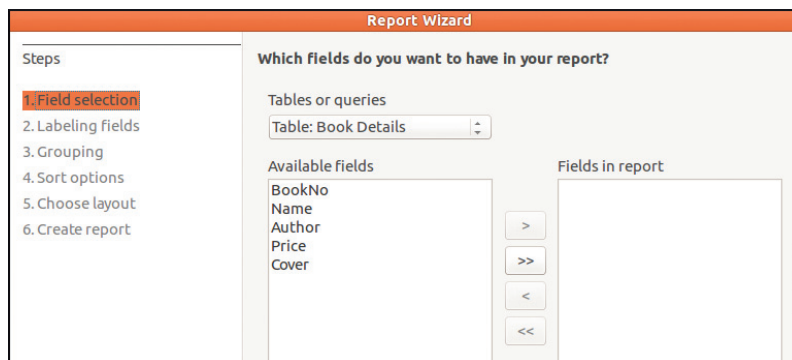 Report Wizard
Steps
1. Field selection
2. Labeling fields
3. Grouping
4. Sort options
5. Choose layout
6. Create report
Which fields do you want to have in your report?
Tables or queries
Table: Book Details
Available fields
BookNo
Name
Author
Price
Cover
>
>>
<
<<
Fields in report